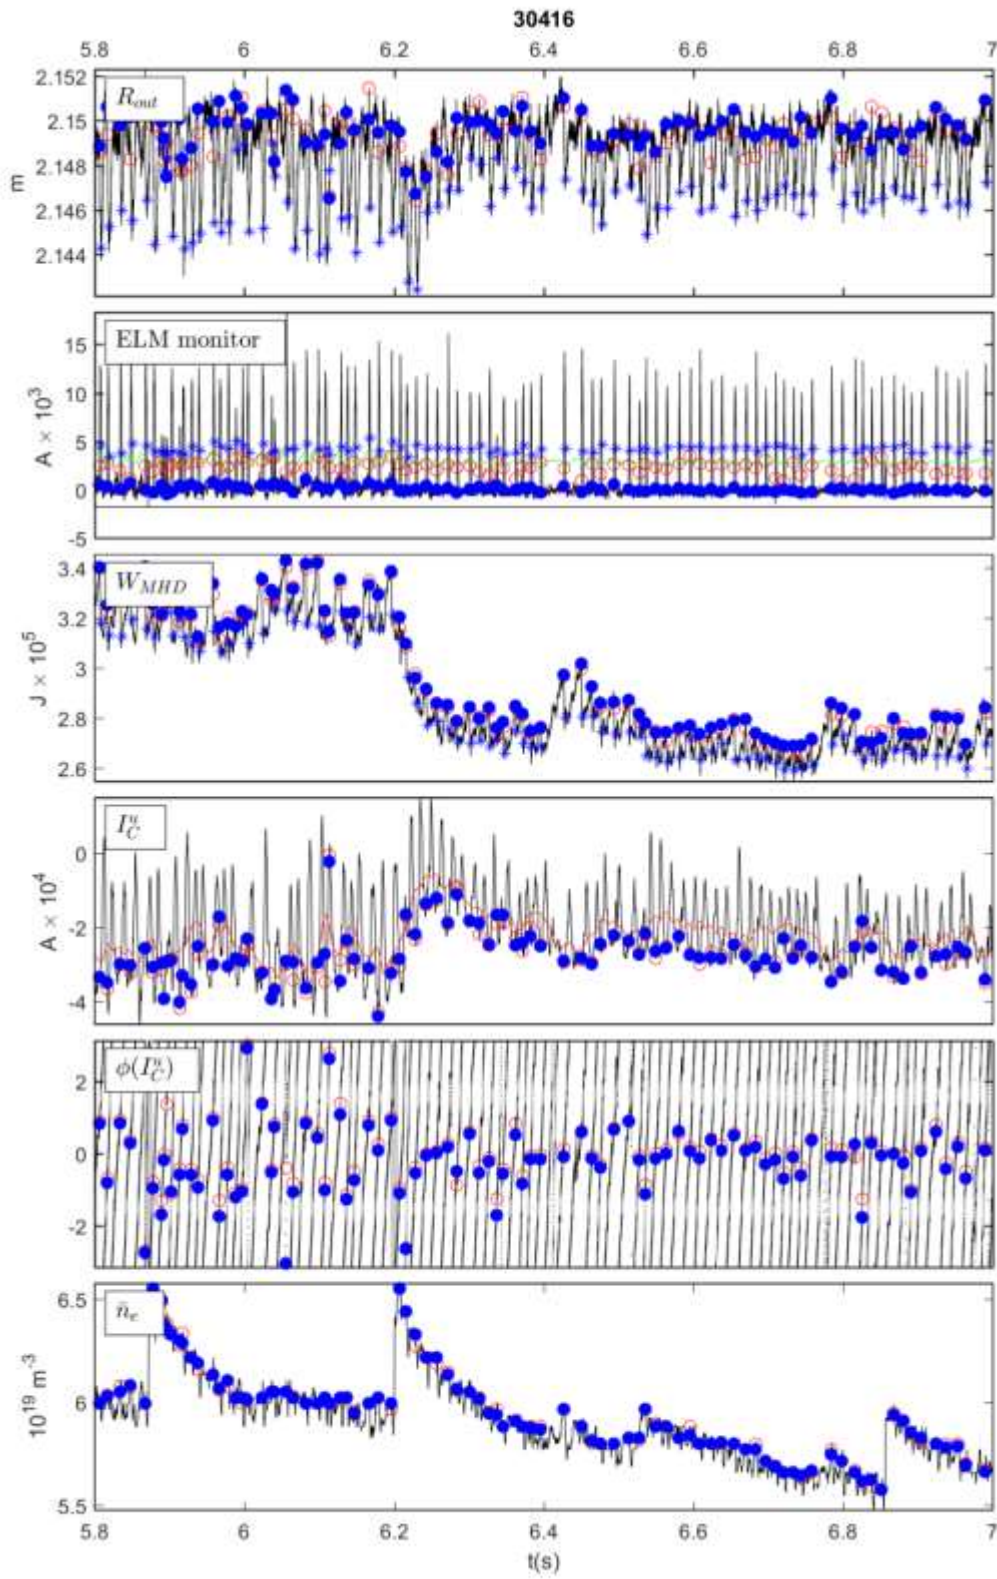 30416
5.8 6 6.2 6.4 6.6 6.8 7
2.152
R_out
2.15
2.148
m
2.146
2.144
ELM monitor
15
10
A × 10^3
5
0
-5
3.4
W_MHD
3.2
J × 10^5
3
2.8
2.6
I_C^u
0
A × 10^4
-2
-4
ϕ(I_C^u)
2
0
-2
6.5
n̄_e
10^19 m^-3
6
5.5
5.8 6 6.2 6.4 6.6 6.8 7
t(s)